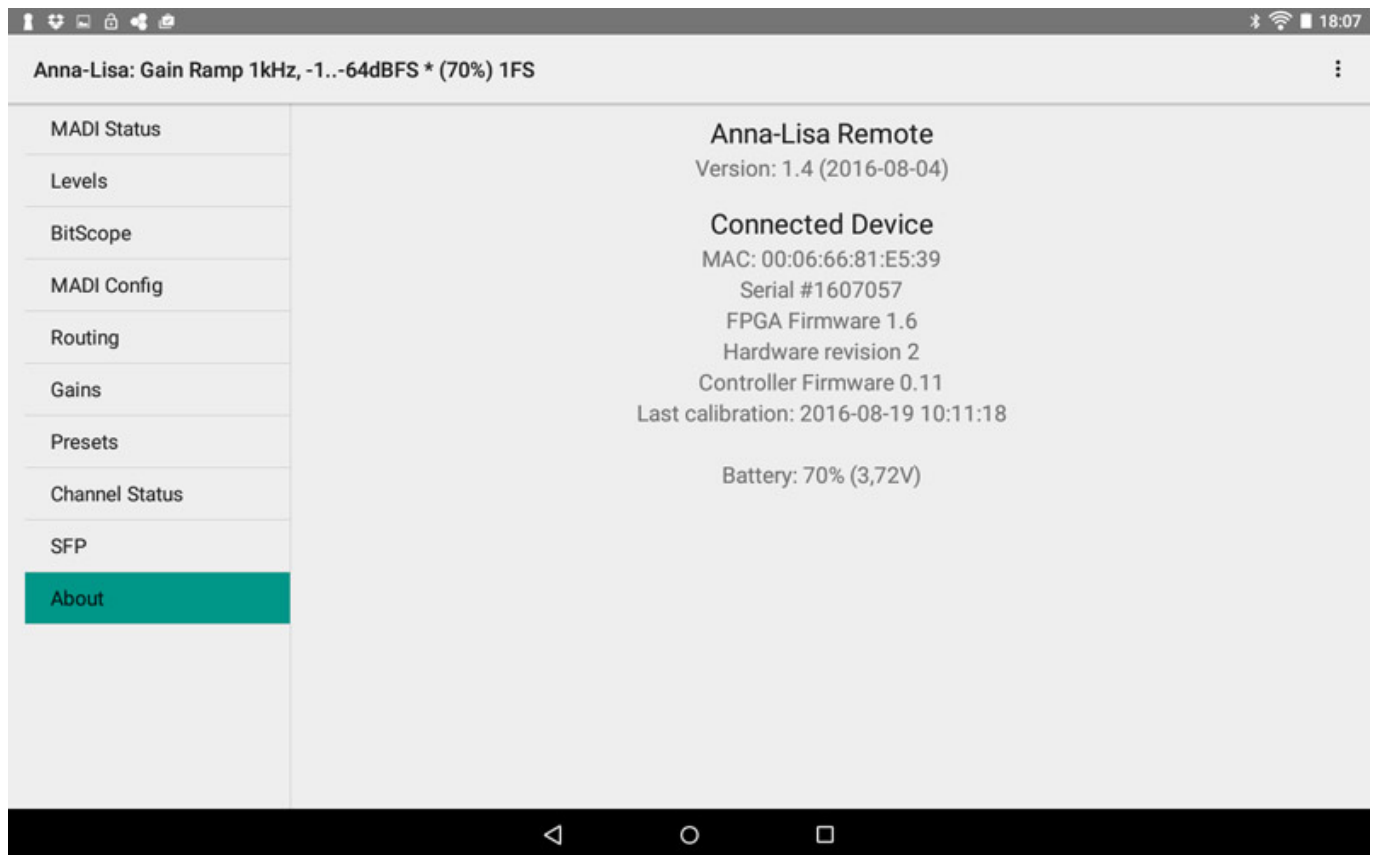 18:07
Anna-Lisa: Gain Ramp 1kHz, -1..-64dBFS * (70%) 1FS
MADI Status
Levels
BitScope
MADI Config
Routing
Gains
Presets
Channel Status
SFP
About
Anna-Lisa Remote
Version: 1.4 (2016-08-04)
Connected Device
MAC: 00:06:66:81:E5:39
Serial #1607057
FPGA Firmware 1.6
Hardware revision 2
Controller Firmware 0.11
Last calibration: 2016-08-19 10:11:18
Battery: 70% (3,72V)